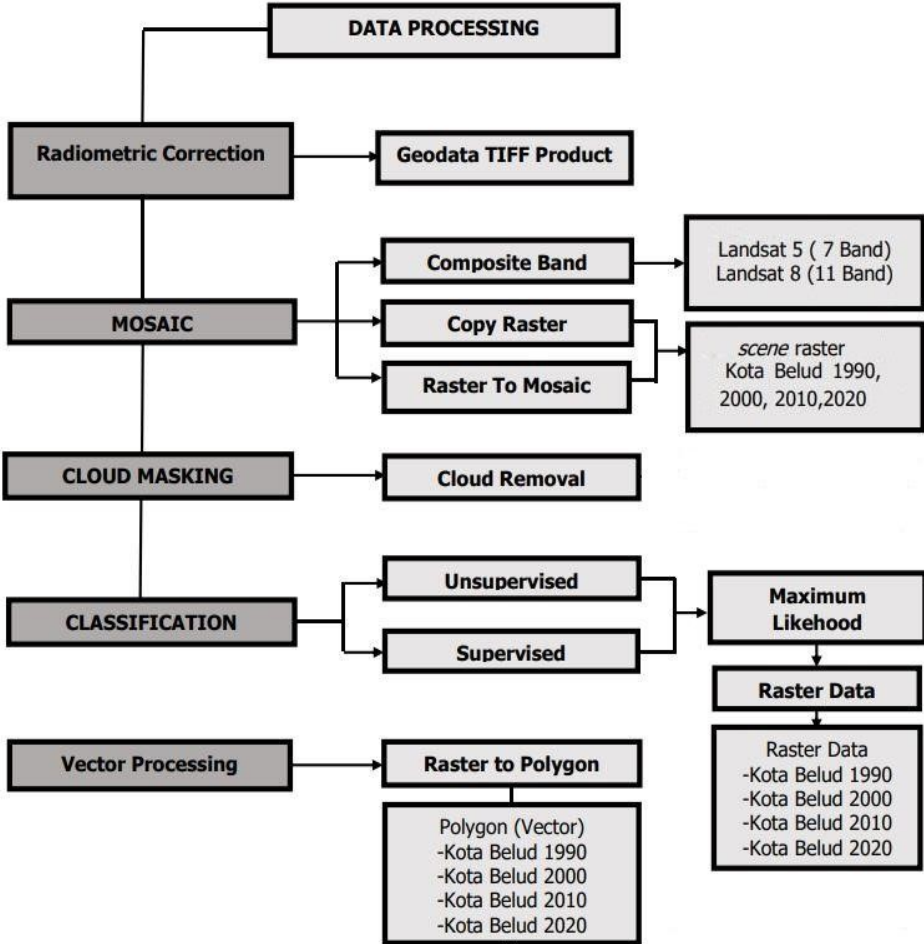 DATA PROCESSING
Radiometric Correction
Geodata TIFF Product
MOSAIC
Composite Band
Landsat 5 ( 7 Band)
Landsat 8 (11 Band)
Copy Raster
Raster To Mosaic
scene raster
Kota Belud 1990,
2000, 2010,2020
CLOUD MASKING
Cloud Removal
CLASSIFICATION
Unsupervised
Supervised
Maximum
Likehood
Raster Data
Raster Data
-Kota Belud 1990
-Kota Belud 2000
-Kota Belud 2010
-Kota Belud 2020
Vector Processing
Raster to Polygon
Polygon (Vector)
-Kota Belud 1990
-Kota Belud 2000
-Kota Belud 2010
-Kota Belud 2020